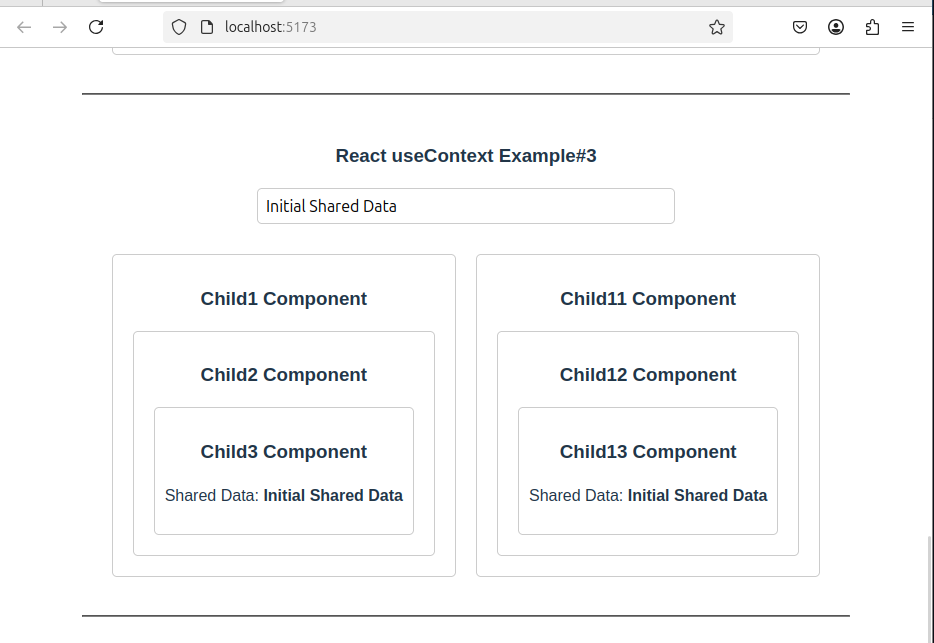 localhost:5173
React useContext Example#3
Initial Shared Data
Child1 Component
Child2 Component
Child3 Component
Shared Data: Initial Shared Data
Child11 Component
Child12 Component
Child13 Component
Shared Data: Initial Shared Data